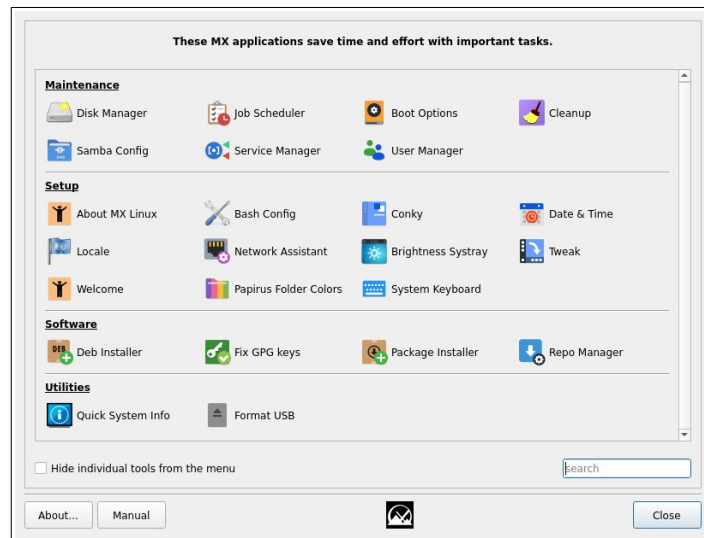 These MX applications save time and effort with important tasks.
Maintenance
Disk Manager Job Scheduler Boot Options Cleanup
Samba Config Service Manager User Manager
Setup
About MX Linux Bash Config Conky Date & Time
Locale Network Assistant Brightness Systray Tweak
Welcome Papirus Folder Colors System Keyboard
Software
DEB Deb Installer Fix GPG keys Package Installer Repo Manager
Utilities
Quick System Info Format USB
Hide individual tools from the menu search
About... Manual Close